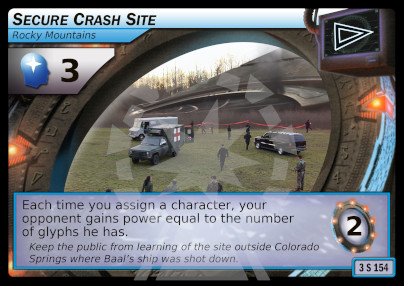 SECURE CRASH SITE
Rocky Mountains
3
Each time you assign a character, your
opponent gains power equal to the number
of glyphs he has.
2
Keep the public from learning of the site outside Colorado
Springs where Baal's ship was shot down.
3 S 154